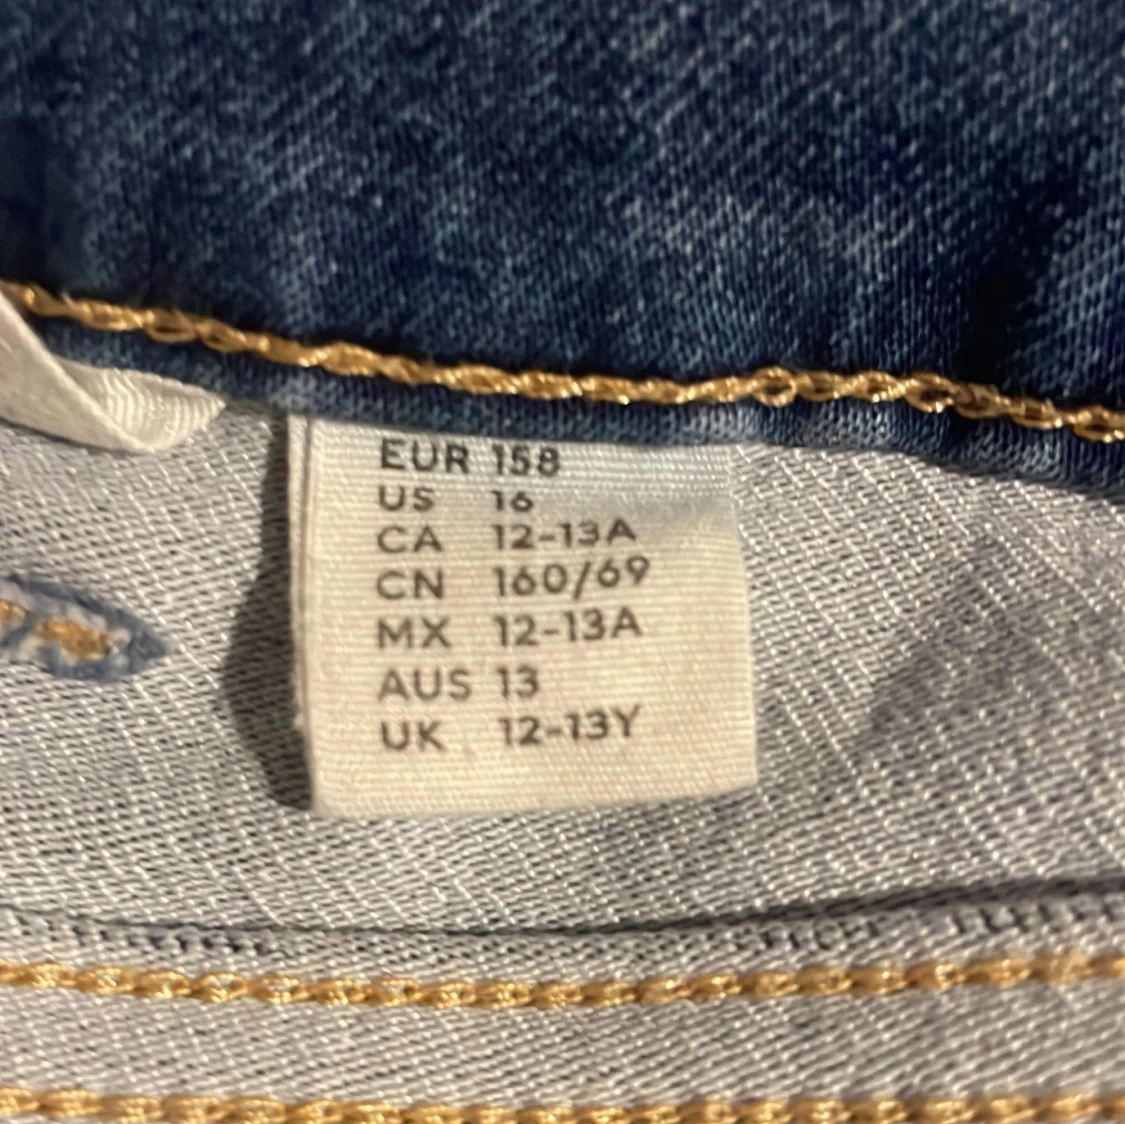 EUR 158
US 16
CA 12-13A
CN 160/69
MX 12-13A
AUS 13
UK 12-13Y